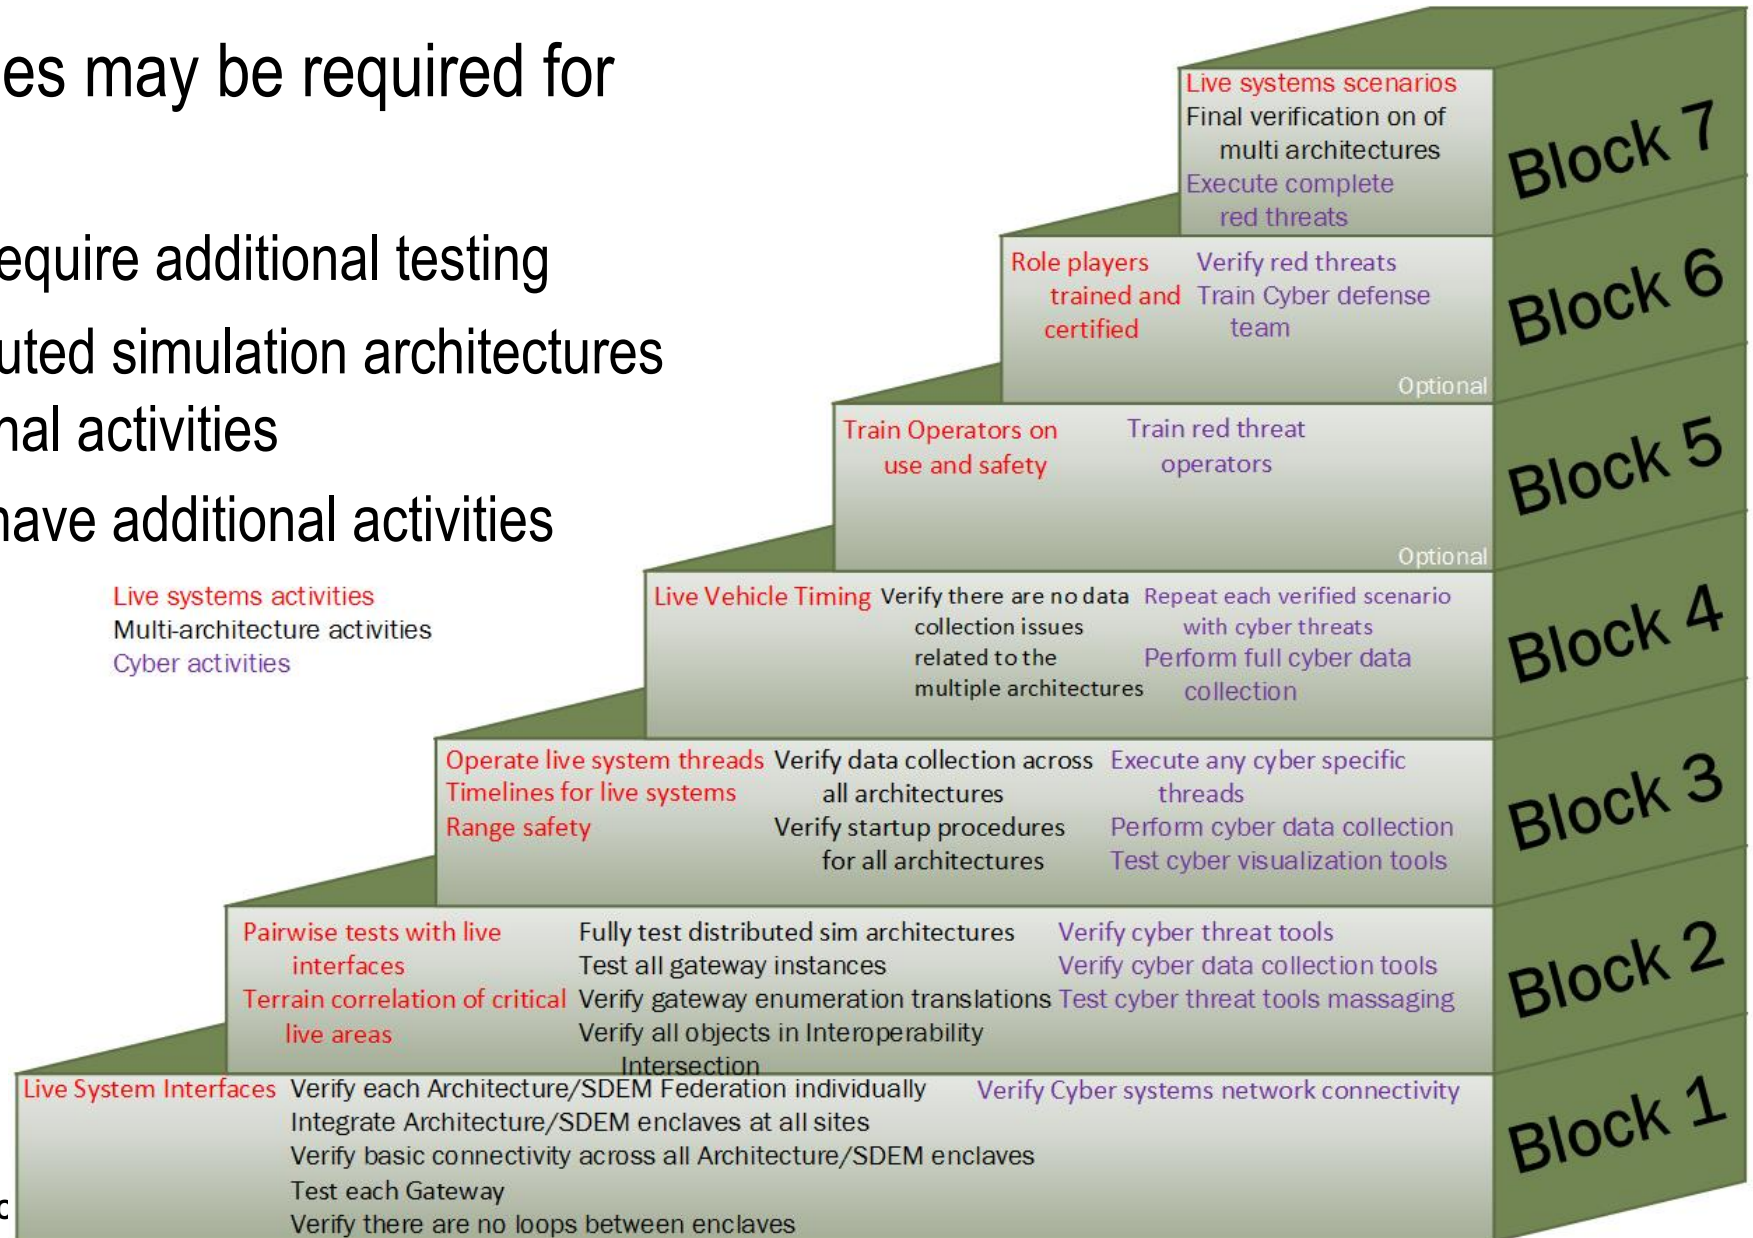 es may be required for
equire additional testing
uted simulation architectures
nal activities
have additional activities
Live systems activities
Multi-architecture activities
Cyber activities
Live systems scenarios
Final verification on of
multi architectures
Execute complete
red threats
Block 7
Role players
trained and
certified
Verify red threats
Train Cyber defense
team
Optional
Block 6
Train Operators on
use and safety
Train red threat
operators
Optional
Block 5
Live Vehicle Timing
Verify there are no data
collection issues
related to the
multiple architectures
Repeat each verified scenario
with cyber threats
Perform full cyber data
collection
Block 4
Operate live system threads
Timelines for live systems
Range safety
Verify data collection across
all architectures
Verify startup procedures
for all architectures
Execute any cyber specific
threads
Perform cyber data collection
Test cyber visualization tools
Block 3
Pairwise tests with live
interfaces
Terrain correlation of critical
live areas
Fully test distributed sim architectures
Test all gateway instances
Verify gateway enumeration translations
Verify all objects in Interoperability
Intersection
Verify cyber threat tools
Verify cyber data collection tools
Test cyber threat tools massaging
Block 2
Live System Interfaces
Verify each Architecture/SDEM Federation individually
Integrate Architecture/SDEM enclaves at all sites
Verify basic connectivity across all Architecture/SDEM enclaves
Test each Gateway
Verify there are no loops between enclaves
Verify Cyber systems network connectivity
Block 1